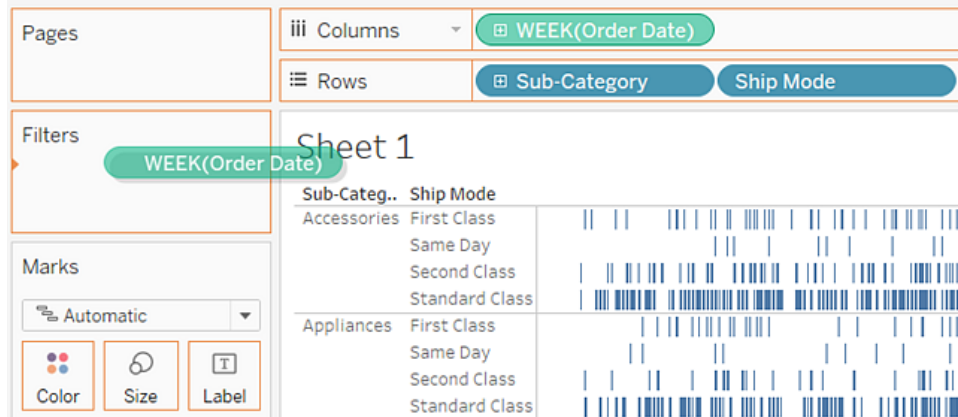 Pages
iii Columns WEEK(Order Date)
Rows Sub-Category Ship Mode
Filters
WEEK(Order Date)
Sheet 1
Sub-Categ.. Ship Mode
Accessories First Class
Same Day
Second Class
Standard Class
Appliances First Class
Same Day
Second Class
Standard Class
Marks
Automatic
Color Size T Label